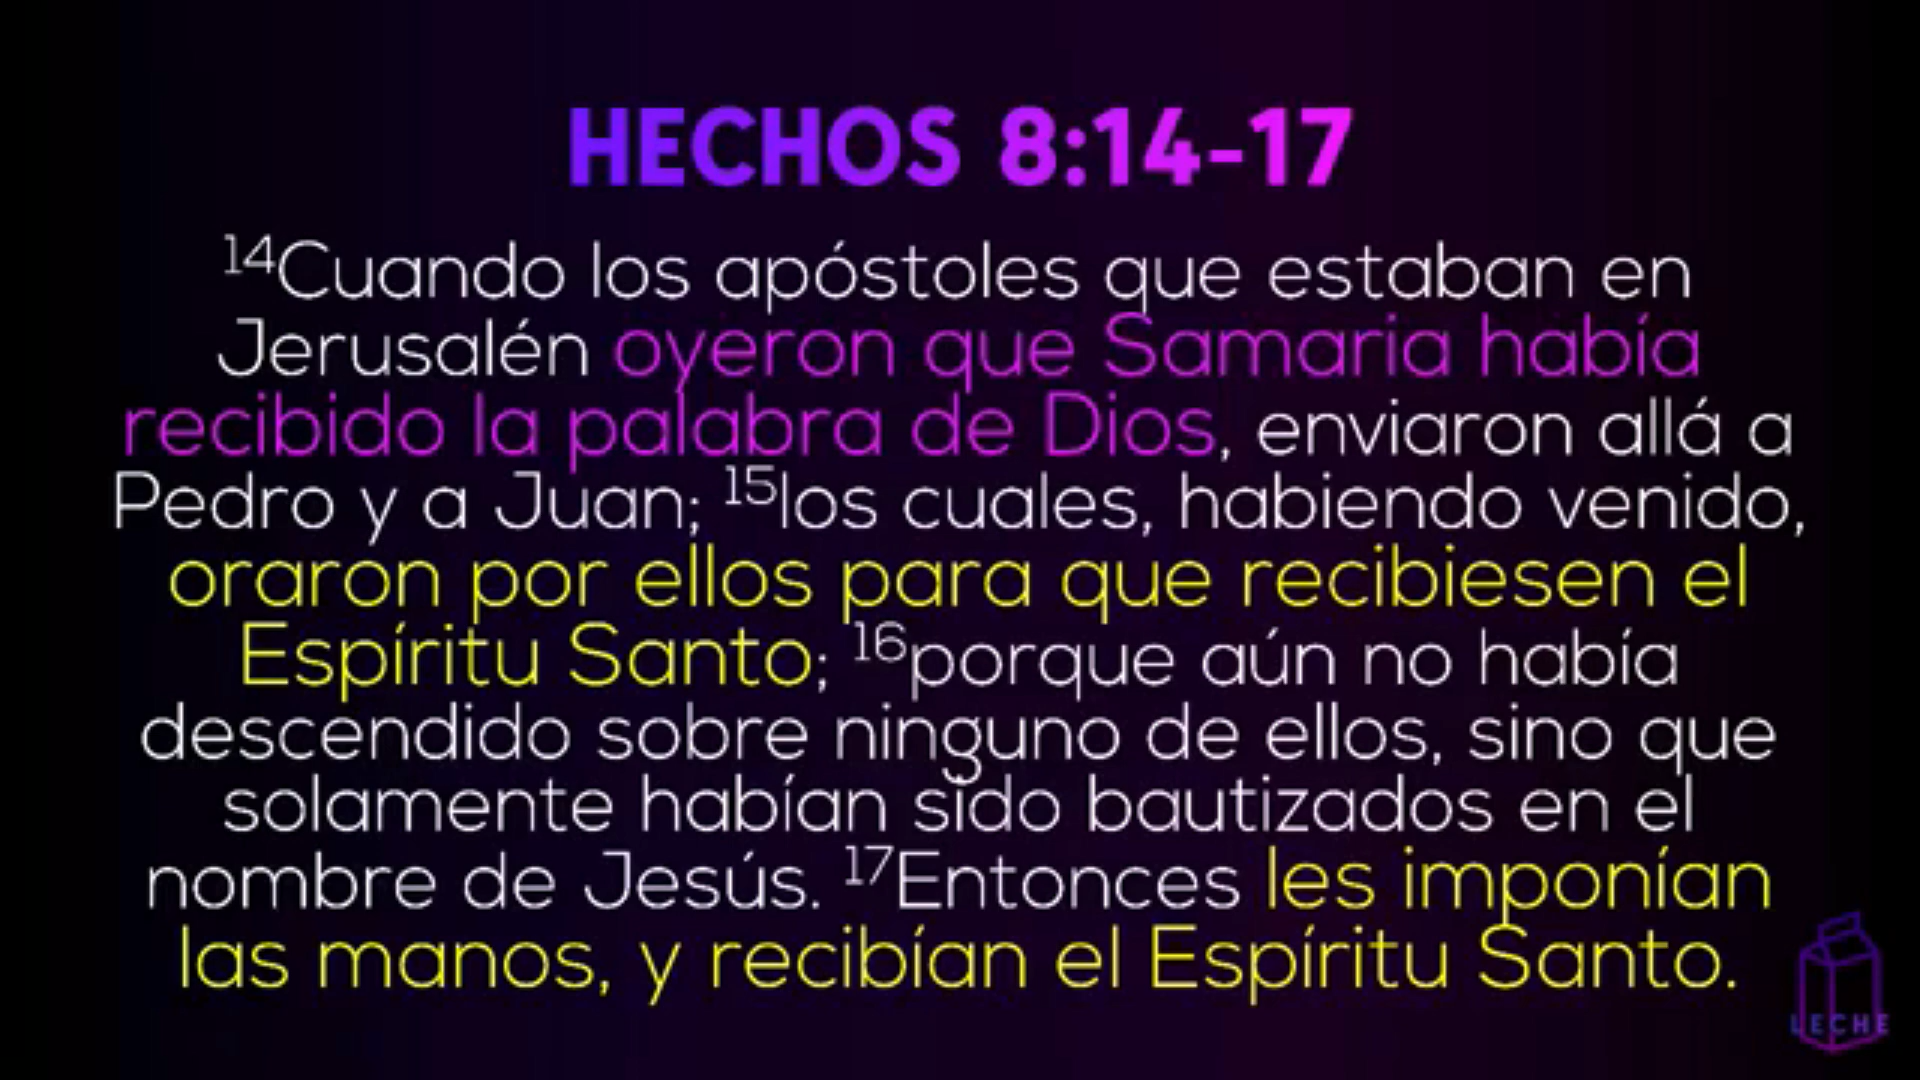 HECHOS 8:14-17
14Cuando los apóstoles que estaban en
Jerusalén oyeron que Samaria había
recibido la palabra de Dios, enviaron allá a
Pedro y a Juan; 15los cuales, habiendo venido,
oraron por ellos para que recibiesen el
Espíritu Santo; 16porque aún no había
descendido sobre ninguno de ellos, sino que
solamente habían sido bautizados en el
nombre de Jesús. 17Entonces les imponían
las manos, y recibían el Espíritu Santo.
LECHE